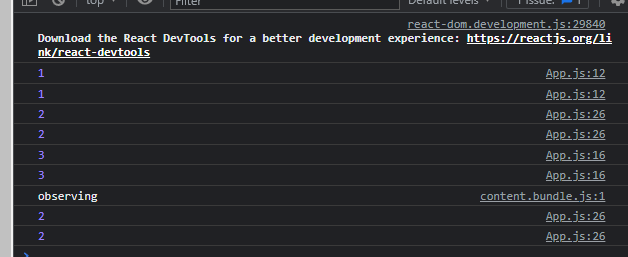 top
Filter
Default levels
1 Issue:
1
react-dom.development.js:29840
Download the React DevTools for a better development experience: https://reactjs.org/li
nk/react-devtools
1 App.js:12
1 App.js:12
2 App.js:26
2 App.js:26
3 App.js:16
3 App.js:16
observing content.bundle.js:1
2 App.js:26
2 App.js:26